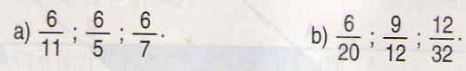 a) 6/11 ; 6/5 ; 6/7. b) 6/20 ; 9/12 ; 12/32.